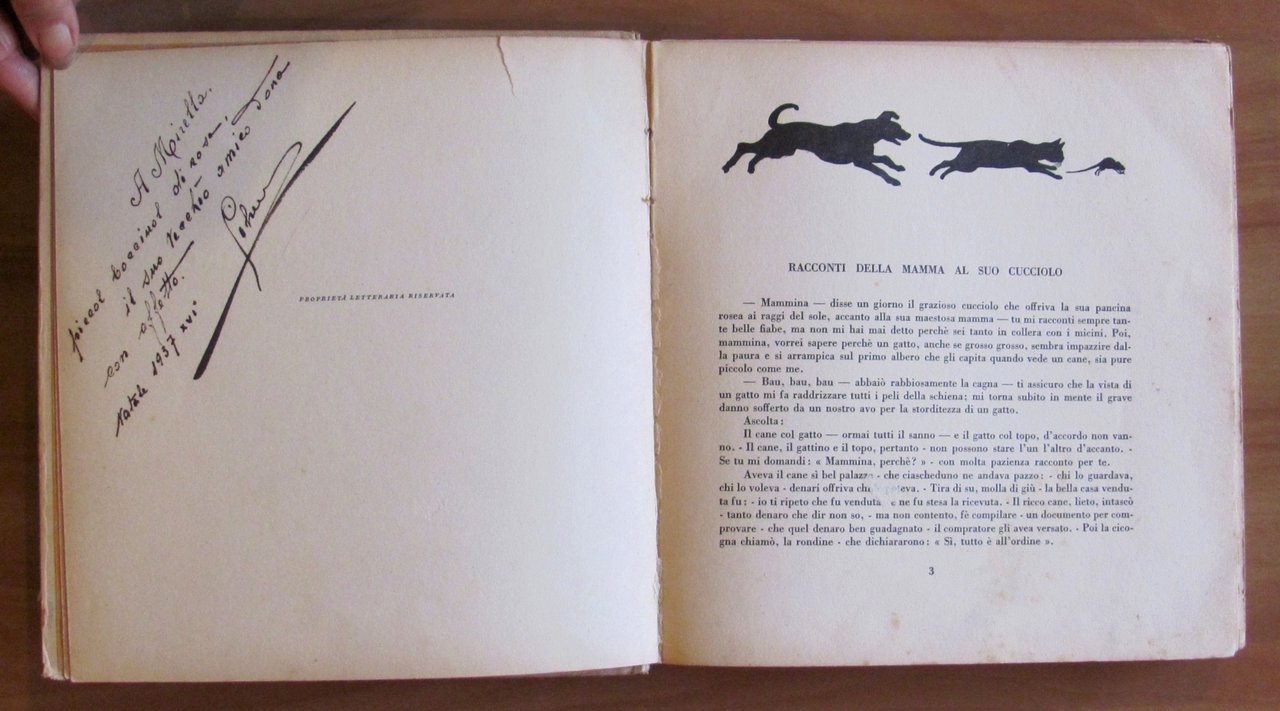 A Mirella.
piccol bocciuol di rosa,
il suo vecchio amico dona
con affetto.
Natale 1937 XVI°
PROPRIETÀ LETTERARIA RISERVATA
RACCONTI DELLA MAMMA AL SUO CUCCIOLO
— Mammina — disse un giorno il grazioso cucciolo che offriva la sua pancina
rosea ai raggi del sole, accanto alla sua maestosa mamma — tu mi racconti sempre tan-
te belle fiabe, ma non mi hai mai detto perchè sei tanto in collera con i micini. Poi,
mammina, vorrei sapere perchè un gatto, anche se grosso grosso, sembra impazzire dal-
la paura e si arrampica sul primo albero che gli capita quando vede un cane, sia pure
piccolo come me.
— Bau, bau, bau — abbaiò rabbiosamente la cagna — ti assicuro che la vista di
un gatto mi fa raddrizzare tutti i peli della schiena; mi torna subito in mente il grave
danno sofferto da un nostro avo per la storditezza di un gatto.
Ascolta:
Il cane col gatto — ormai tutti il sanno — e il gatto col topo, d'accordo non van-
no. - Il cane, il gattino e il topo, pertanto - non possono stare l'un l'altro d'accanto. -
Se tu mi domandi: « Mammina, perchè? » - con molta pazienza racconto per te.
Aveva il cane sì bel palazzo - che ciascheduno ne andava pazzo: - chi lo guardava,
chi lo voleva - denari offriva chi poteva. - Tira di su, molla di giù - la bella casa vendu-
ta fu: - io ti ripeto che fu venduta e ne fu stesa la ricevuta. - Il ricco cane, lieto, intascò
- tanto denaro che dir non so, - ma non contento, fè compilare - un documento per com-
provare - che quel denaro ben guadagnato - il compratore gli avea versato. - Poi la cico-
gna chiamò, la rondine - che dichiararono: « Sì, tutto è all'ordine ».
3